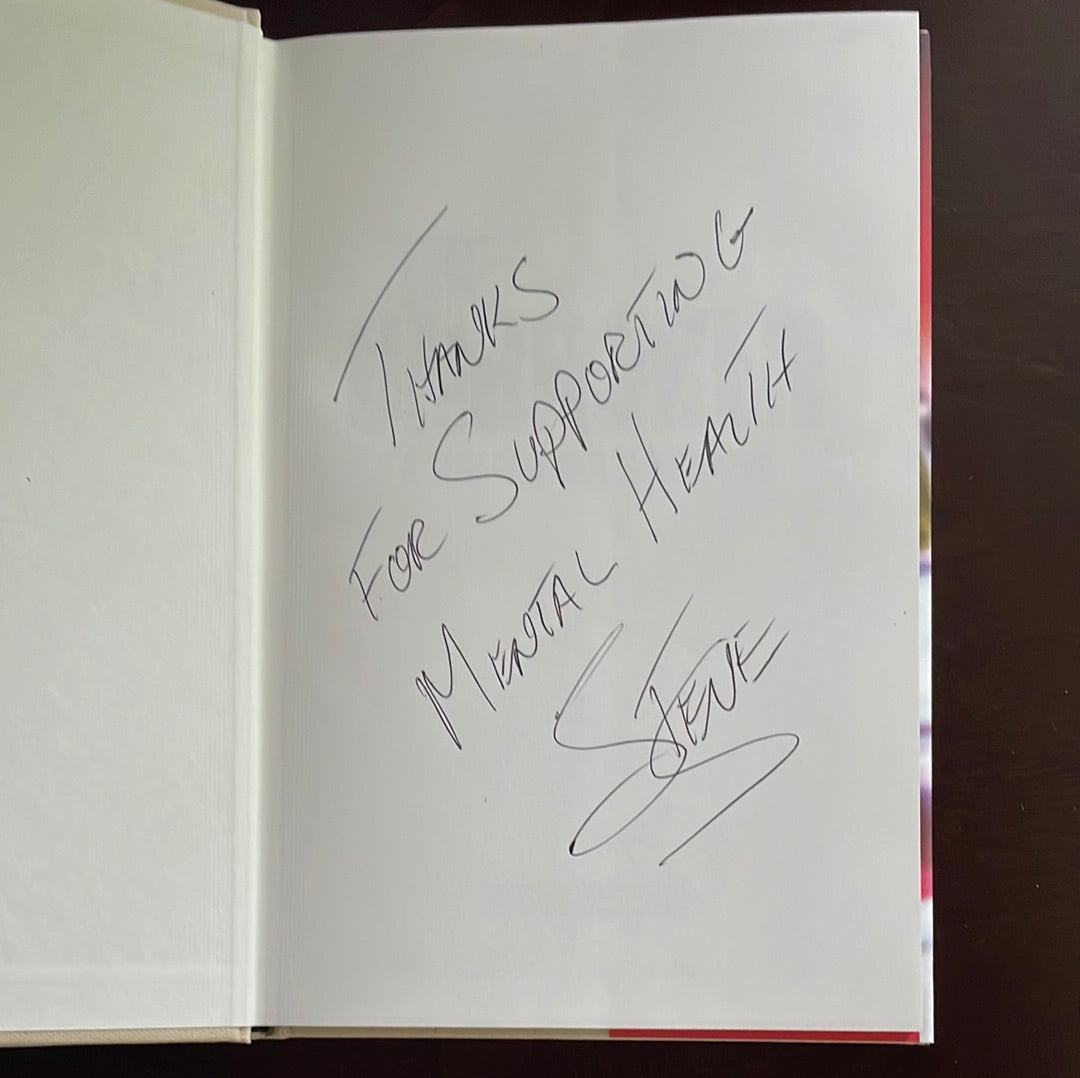 THANKS
FOR SUPPORTING
MENTAL HEALTH
STEVE